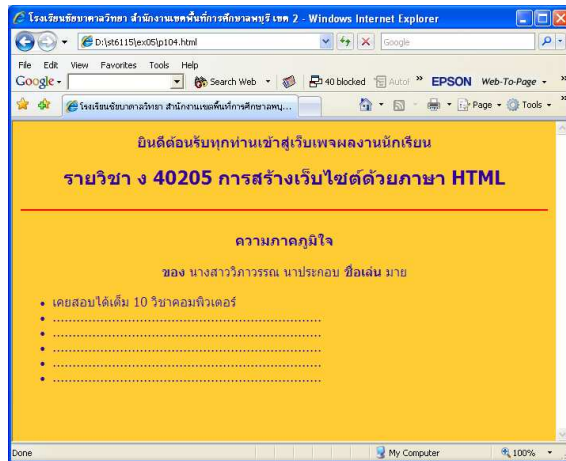 โรงเรียนชัยบาดาลวิทยา สำนักงานเขตพื้นที่การศึกษาลพบุรี เขต 2 - Windows Internet Explorer
D:\st6115\ex05\p104.html
Google
File Edit View Favorites Tools Help
Google Search Web 40 blocked Autof » EPSON Web-To-Page »
โรงเรียนชัยบาดาลวิทยา สำนักงานเขตพื้นที่การศึกษาลพบุ... Page Tools »
ยินดีต้อนรับทุกท่านเข้าสู่เว็บเพจผลงานนักเรียน
รายวิชา ง 40205 การสร้างเว็บไซต์ด้วยภาษา HTML
ความภาคภูมิใจ
ของ นางสาววิภาวรรณ นาประกอบ ชื่อเล่น มาย
เคยสอบได้เต็ม 10 วิชาคอมพิวเตอร์
Done My Computer 100%